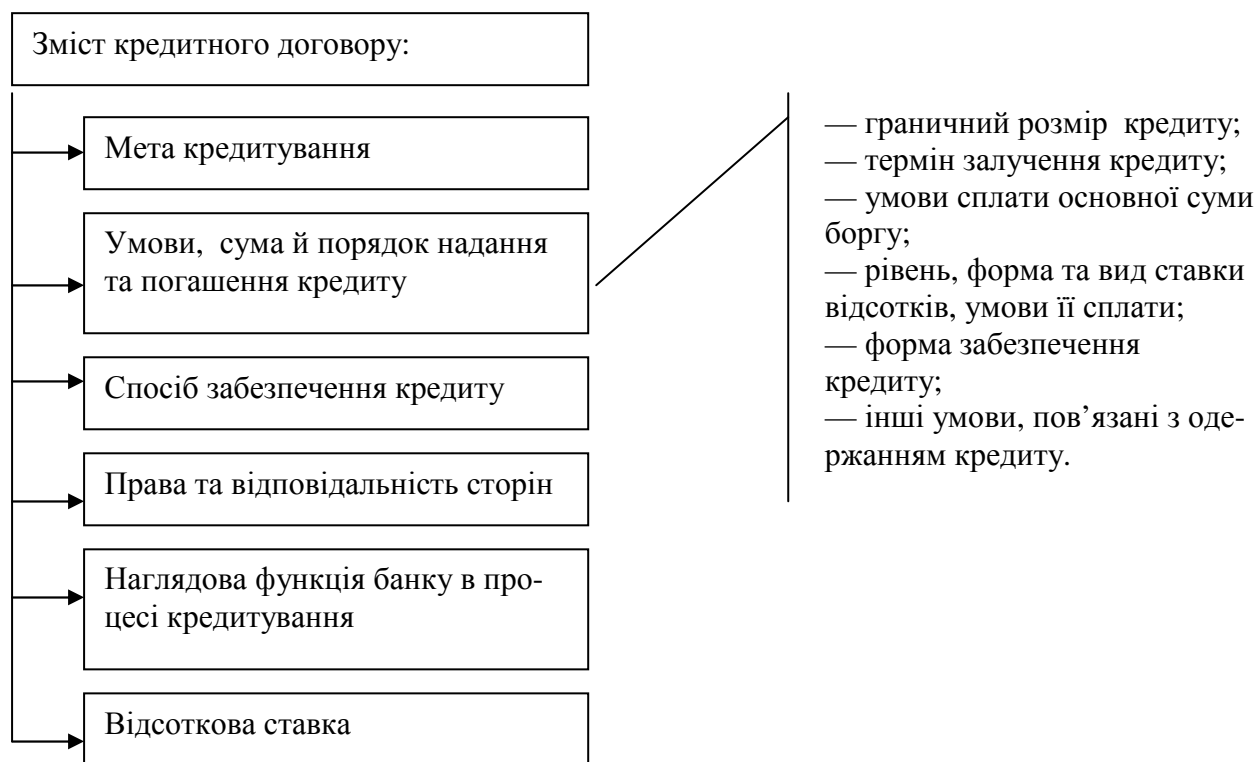 Зміст кредитного договору:
Мета кредитування
Умови, сума й порядок надання
та погашення кредиту
Спосіб забезпечення кредиту
Права та відповідальність сторін
Наглядова функція банку в про-
цесі кредитування
Відсоткова ставка
— граничний розмір кредиту;
— термін залучення кредиту;
— умови сплати основної суми
боргу;
— рівень, форма та вид ставки
відсотків, умови її сплати;
— форма забезпечення
кредиту;
— інші умови, пов’язані з оде-
ржанням кредиту.